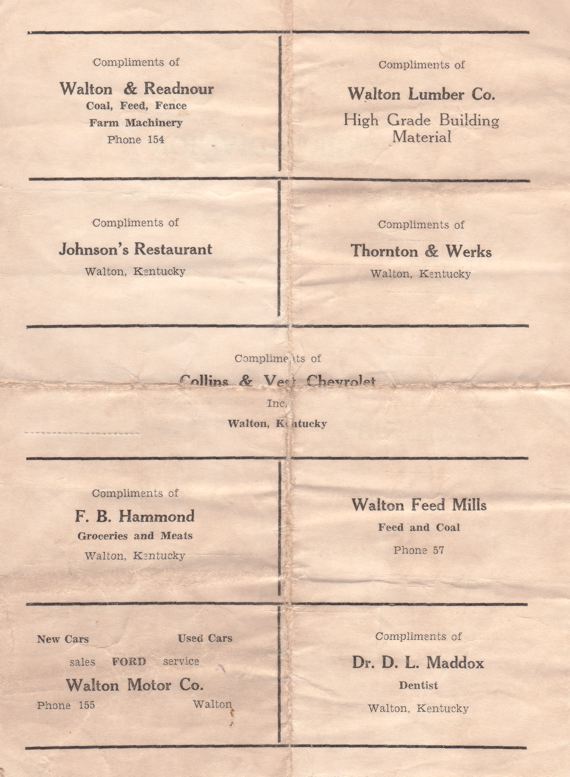 Compliments of
Walton & Readnour
Coal, Feed, Fence
Farm Machinery
Phone 154
Compliments of
Walton Lumber Co.
High Grade Building
Material
Compliments of
Johnson's Restaurant
Walton, Kentucky
Compliments of
Thornton & Werks
Walton, Kentucky
Compliments of
Collins & Vest Chevrolet
Inc.
Walton, Kentucky
Compliments of
F. B. Hammond
Groceries and Meats
Walton, Kentucky
Walton Feed Mills
Feed and Coal
Phone 57
New Cars Used Cars
sales FORD service
Walton Motor Co.
Phone 155 Walton
Compliments of
Dr. D. L. Maddox
Dentist
Walton, Kentucky